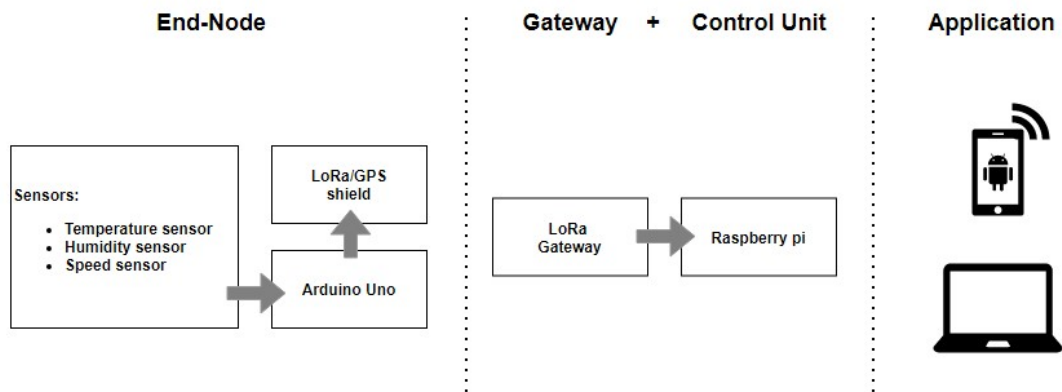 End-Node
Gateway + Control Unit
Application
Sensors:
• Temperature sensor
• Humidity sensor
• Speed sensor
LoRa/GPS
shield
Arduino Uno
LoRa
Gateway
Raspberry pi